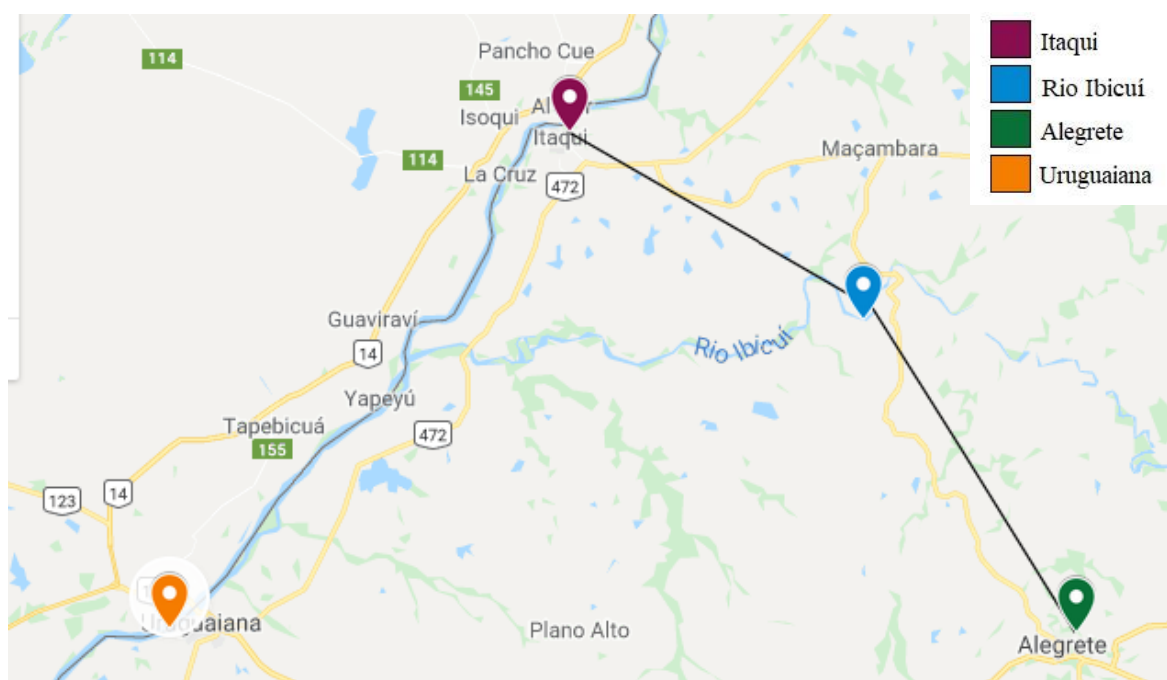 Itaqui
Rio Ibicuí
Alegrete
Uruguaiana
Pancho Cue
114
145
Isoqui
Itaqui
114
La Cruz
472
Maçambara
Guaviraví
14
Rio Ibicuí
Yapeyú
Tapebicuá
155
472
123
14
Plano Alto
Alegrete